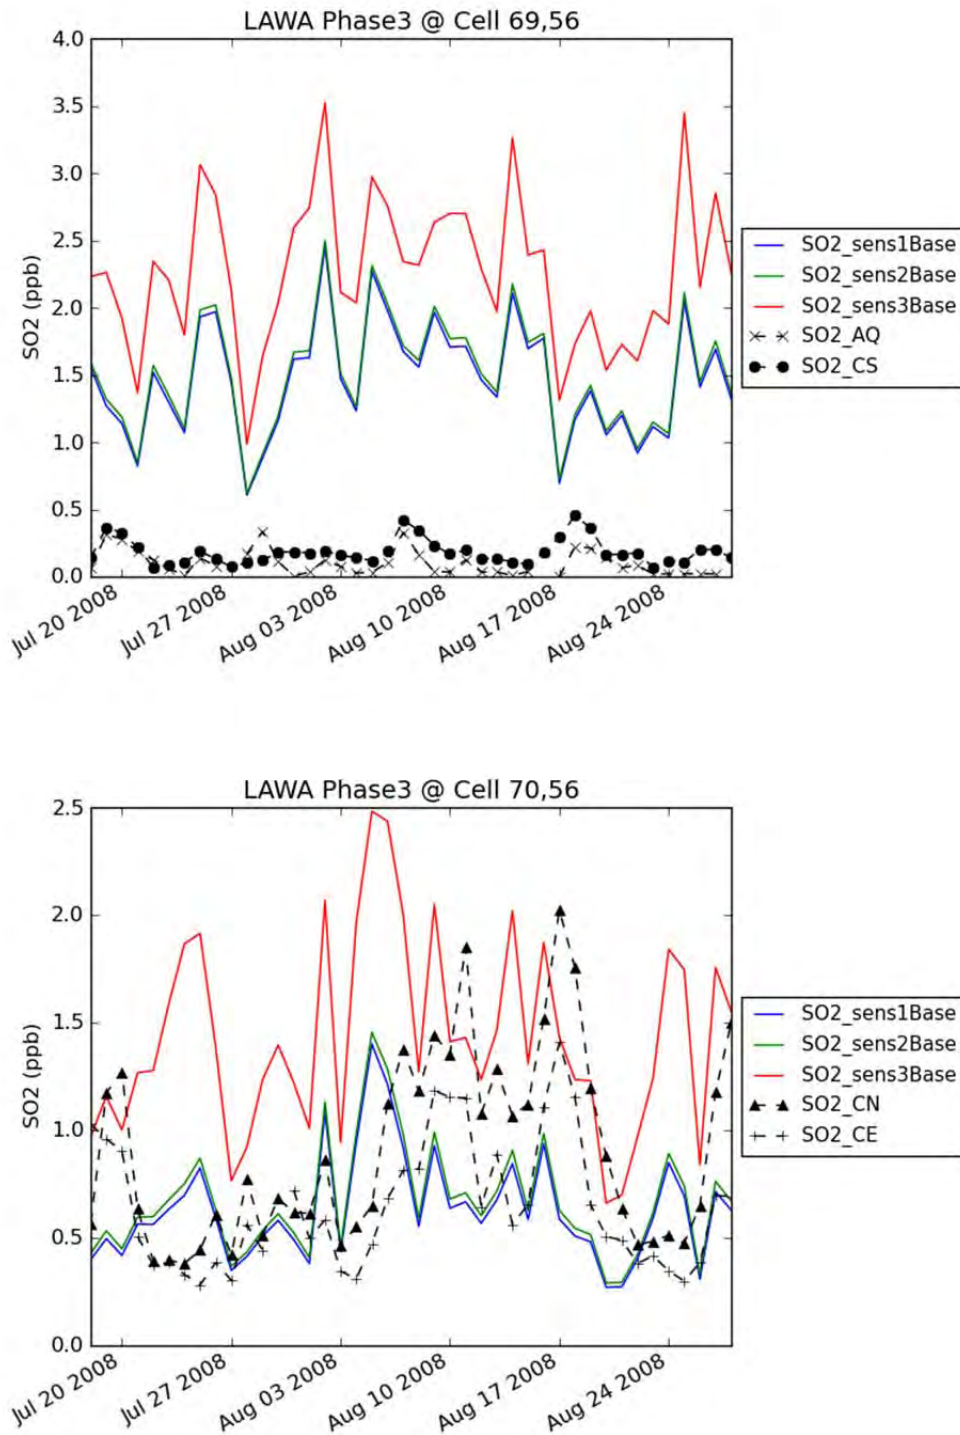 LAWA Phase3 @ Cell 69,56
4.0
3.5
3.0
2.5
2.0
1.5
1.0
0.5
0.0
SO2 (ppb)
Jul 20 2008
Jul 27 2008
Aug 03 2008
Aug 10 2008
Aug 17 2008
Aug 24 2008
SO2_sens1Base
SO2_sens2Base
SO2_sens3Base
SO2_AQ
SO2_CS
LAWA Phase3 @ Cell 70,56
2.5
2.0
1.5
1.0
0.5
0.0
SO2 (ppb)
Jul 20 2008
Jul 27 2008
Aug 03 2008
Aug 10 2008
Aug 17 2008
Aug 24 2008
SO2_sens1Base
SO2_sens2Base
SO2_sens3Base
SO2_CN
SO2_CE